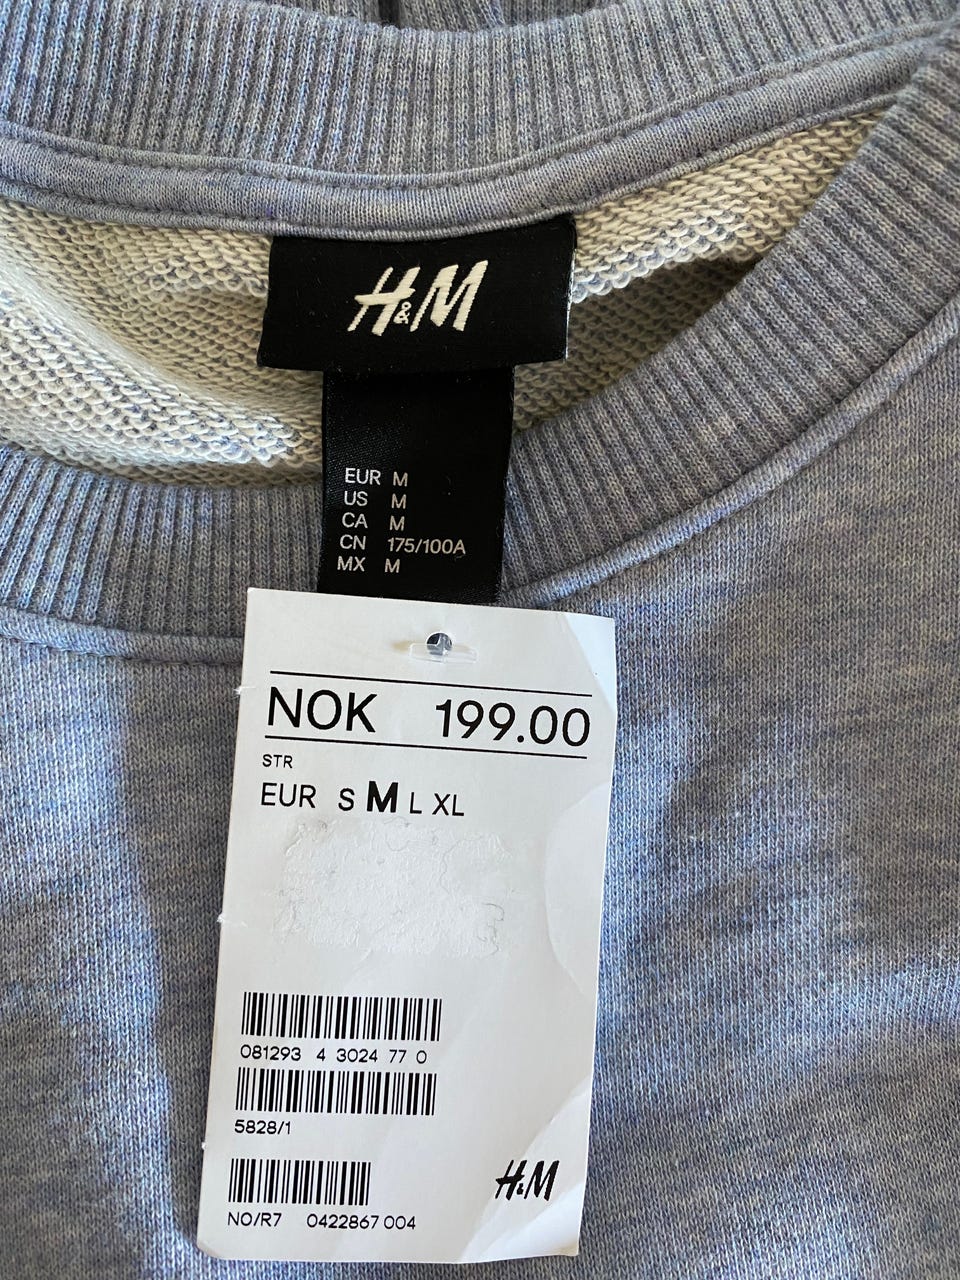 H&M
EUR M
US M
CA M
CN 175/100A
MX M
NOK 199.00
STR
EUR S M L XL
081293 4 3024 77 0
5828/1
NO/R7 0422867 004
H&M